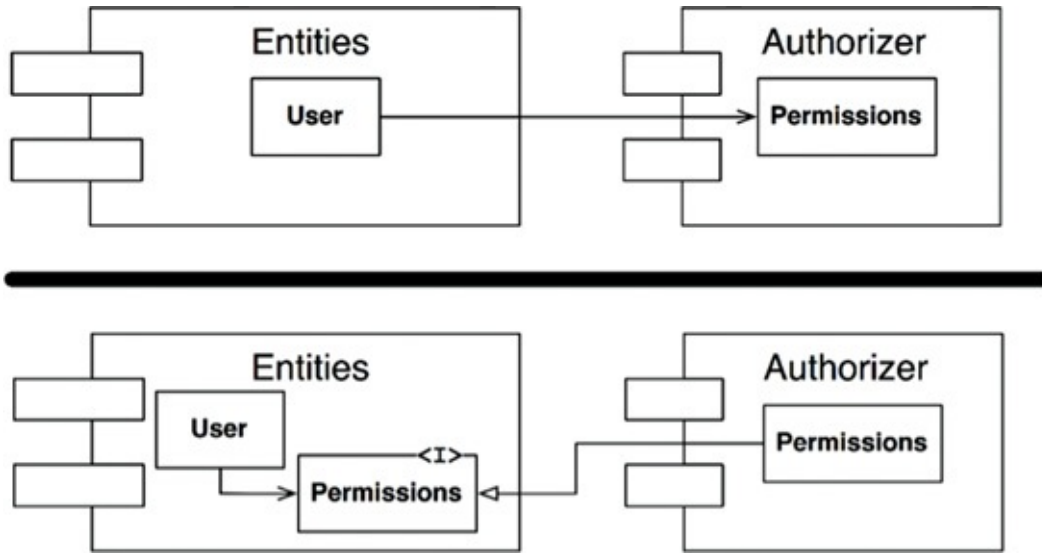 Entities
Authorizer
User
Permissions
Entities
Authorizer
User
Permissions
<I>
Permissions